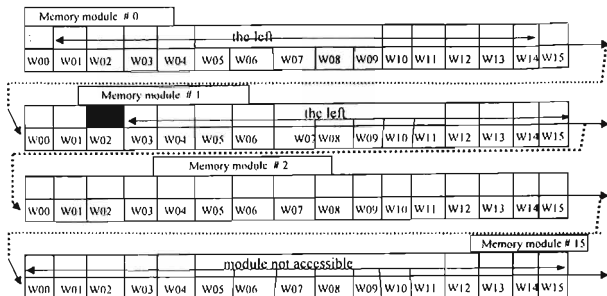 Memory module # 0
the left
W00 W01 W02 W03 W04 W05 W06 W07 W08 W09 W10 W11 W12 W13 W14 W15
Memory module # 1
the left
W00 W01 W02 W03 W04 W05 W06 W07 W08 W09 W10 W11 W12 W13 W14 W15
Memory module # 2
W00 W01 W02 W03 W04 W05 W06 W07 W08 W09 W10 W11 W12 W13 W14 W15
Memory module # 15
module not accessible
W00 W01 W02 W03 W04 W05 W06 W07 W08 W09 W10 W11 W12 W13 W14 W15